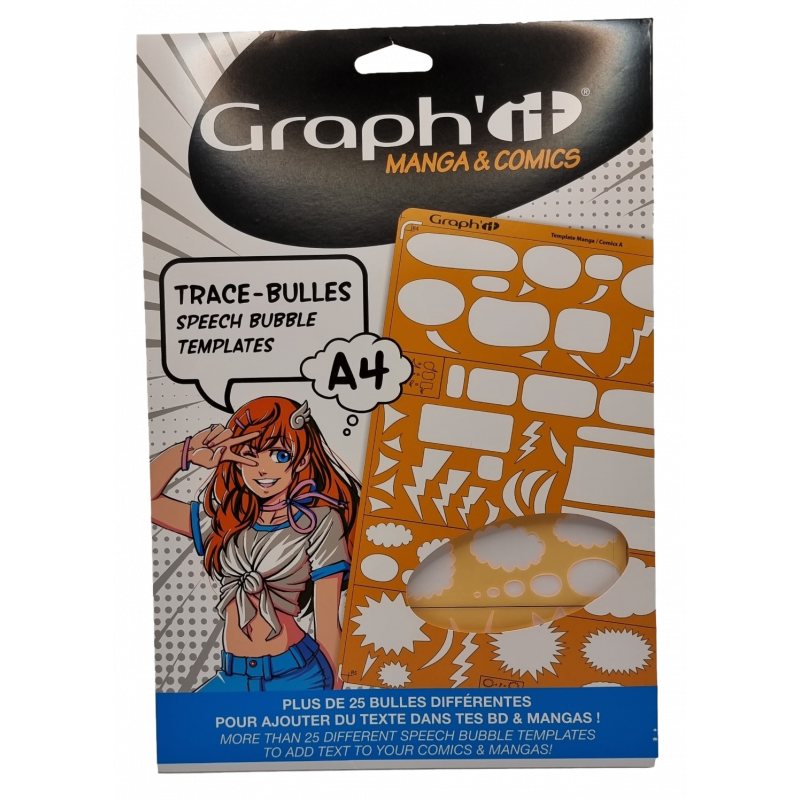 Graph'it®
MANGA & COMICS
Graph'it
Template Manga / Comics A
TRACE-BULLES
SPEECH BUBBLE
TEMPLATES
A4
PLUS DE 25 BULLES DIFFÉRENTES
POUR AJOUTER DU TEXTE DANS TES BD & MANGAS !
MORE THAN 25 DIFFERENT SPEECH BUBBLE TEMPLATES
TO ADD TEXT TO YOUR COMICS & MANGAS!